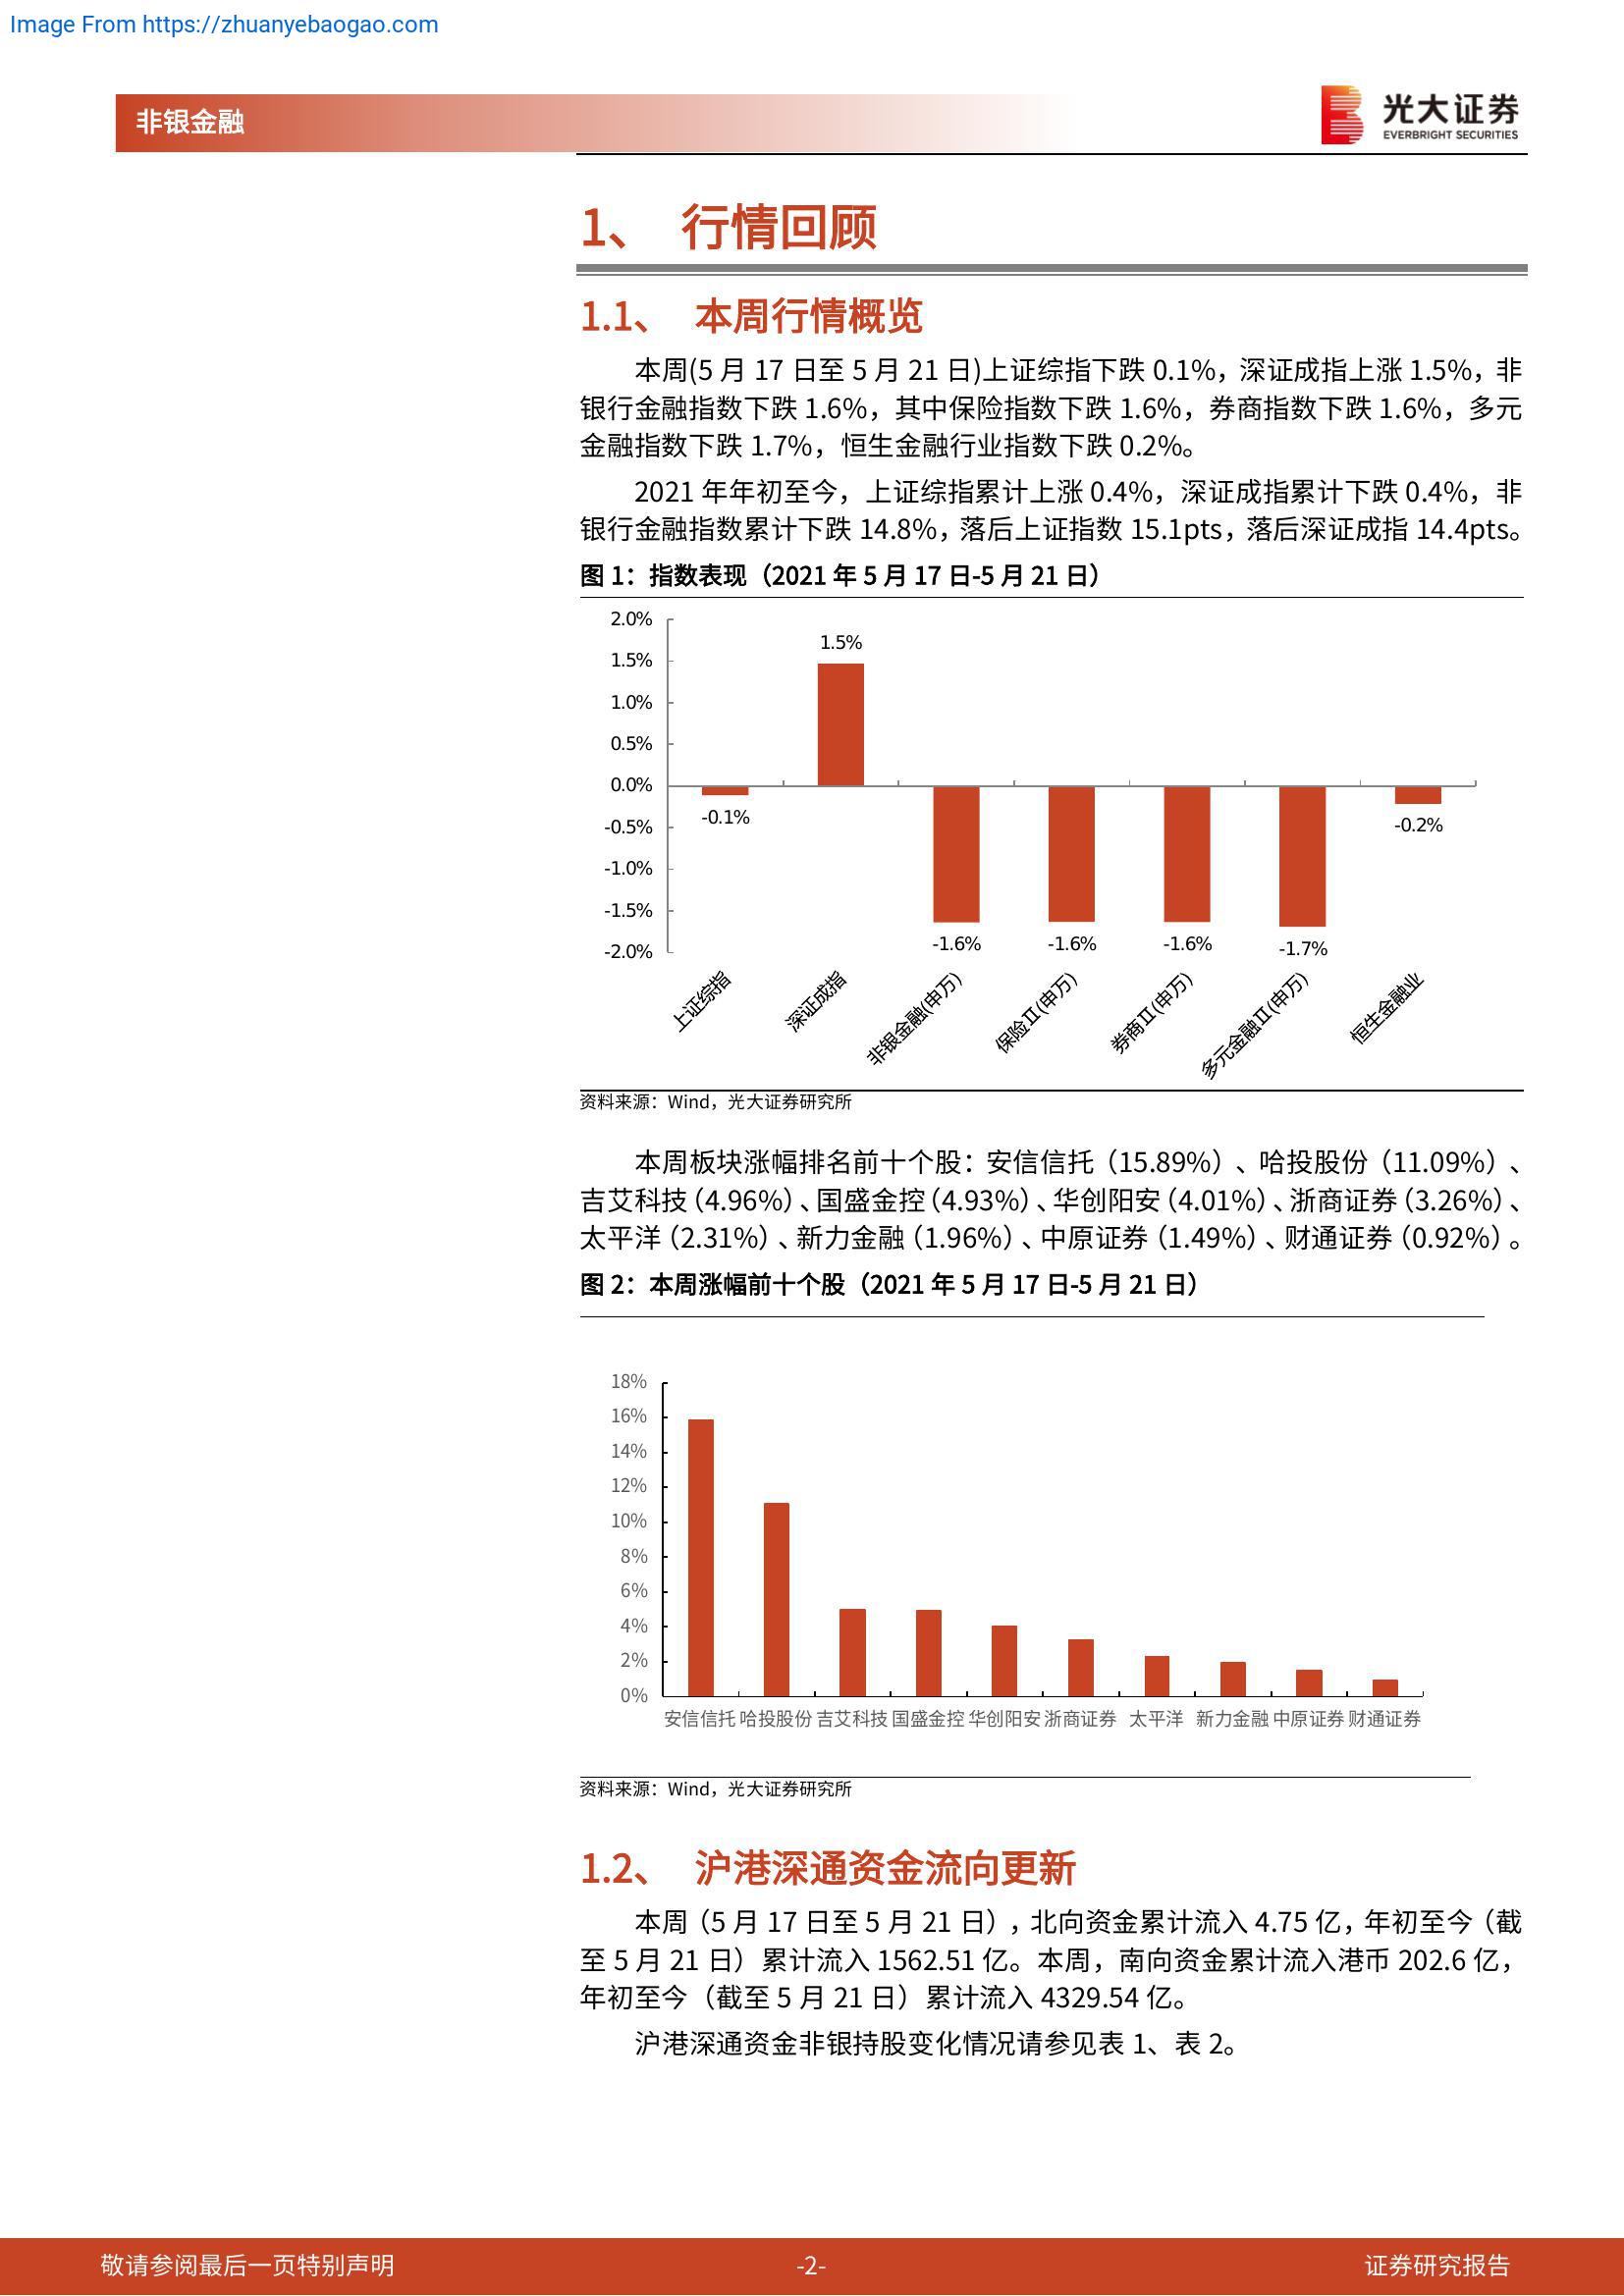 Image From https://zhuanyebaogao.com
非银金融
光大证券
EVERBRIGHT SECURITIES
1、 行情回顾
1.1、 本周行情概览
本周(5 月 17 日至 5 月 21 日)上证综指下跌 0.1%，深证成指上涨 1.5%，非
银行金融指数下跌 1.6%，其中保险指数下跌 1.6%，券商指数下跌 1.6%，多元
金融指数下跌 1.7%，恒生金融行业指数下跌 0.2%。
2021 年年初至今，上证综指累计上涨 0.4%，深证成指累计下跌 0.4%，非
银行金融指数累计下跌 14.8%，落后上证指数 15.1pts，落后深证成指 14.4pts。
图 1：指数表现（2021 年 5 月 17 日-5 月 21 日）
2.0%
1.5%
1.0%
0.5%
0.0%
-0.5%
-1.0%
-1.5%
-2.0%
-0.1%
1.5%
-1.6%
-1.6%
-1.6%
-1.7%
-0.2%
上证综指
深证成指
非银金融(申万)
保险Ⅱ(申万)
券商Ⅱ(申万)
多元金融Ⅱ(申万)
恒生金融业
资料来源：Wind，光大证券研究所
本周板块涨幅排名前十个股：安信信托（15.89%）、哈投股份（11.09%）、
吉艾科技（4.96%）、国盛金控（4.93%）、华创阳安（4.01%）、浙商证券（3.26%）、
太平洋（2.31%）、新力金融（1.96%）、中原证券（1.49%）、财通证券（0.92%）。
图 2：本周涨幅前十个股（2021 年 5 月 17 日-5 月 21 日）
18%
16%
14%
12%
10%
8%
6%
4%
2%
0%
安信信托 哈投股份 吉艾科技 国盛金控 华创阳安 浙商证券 太平洋 新力金融 中原证券 财通证券
资料来源：Wind，光大证券研究所
1.2、 沪港深通资金流向更新
本周（5 月 17 日至 5 月 21 日），北向资金累计流入 4.75 亿，年初至今（截
至 5 月 21 日）累计流入 1562.51 亿。本周，南向资金累计流入港币 202.6 亿，
年初至今（截至 5 月 21 日）累计流入 4329.54 亿。
沪港深通资金非银持股变化情况请参见表 1、表 2。
敬请参阅最后一页特别声明
-2-
证券研究报告